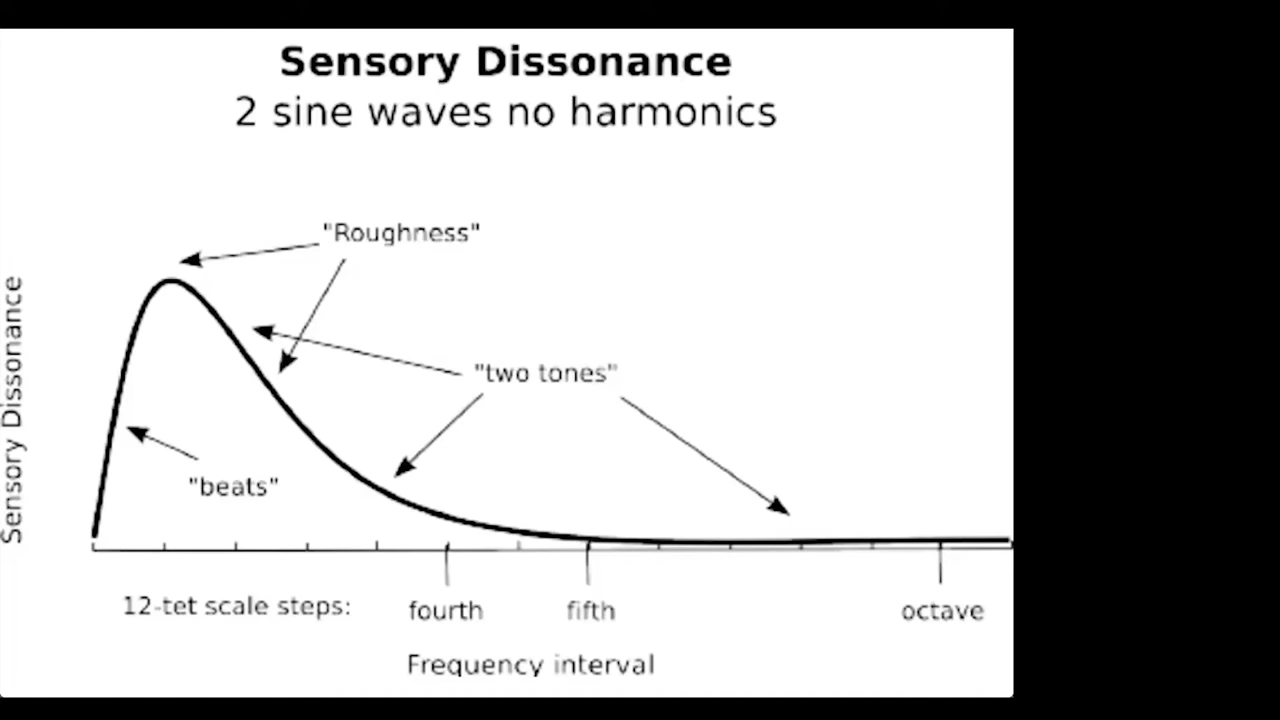 Sensory Dissonance
2 sine waves no harmonics
"Roughness"
"two tones"
"beats"
Sensory Dissonance
12-tet scale steps:
fourth
fifth
octave
Frequency interval